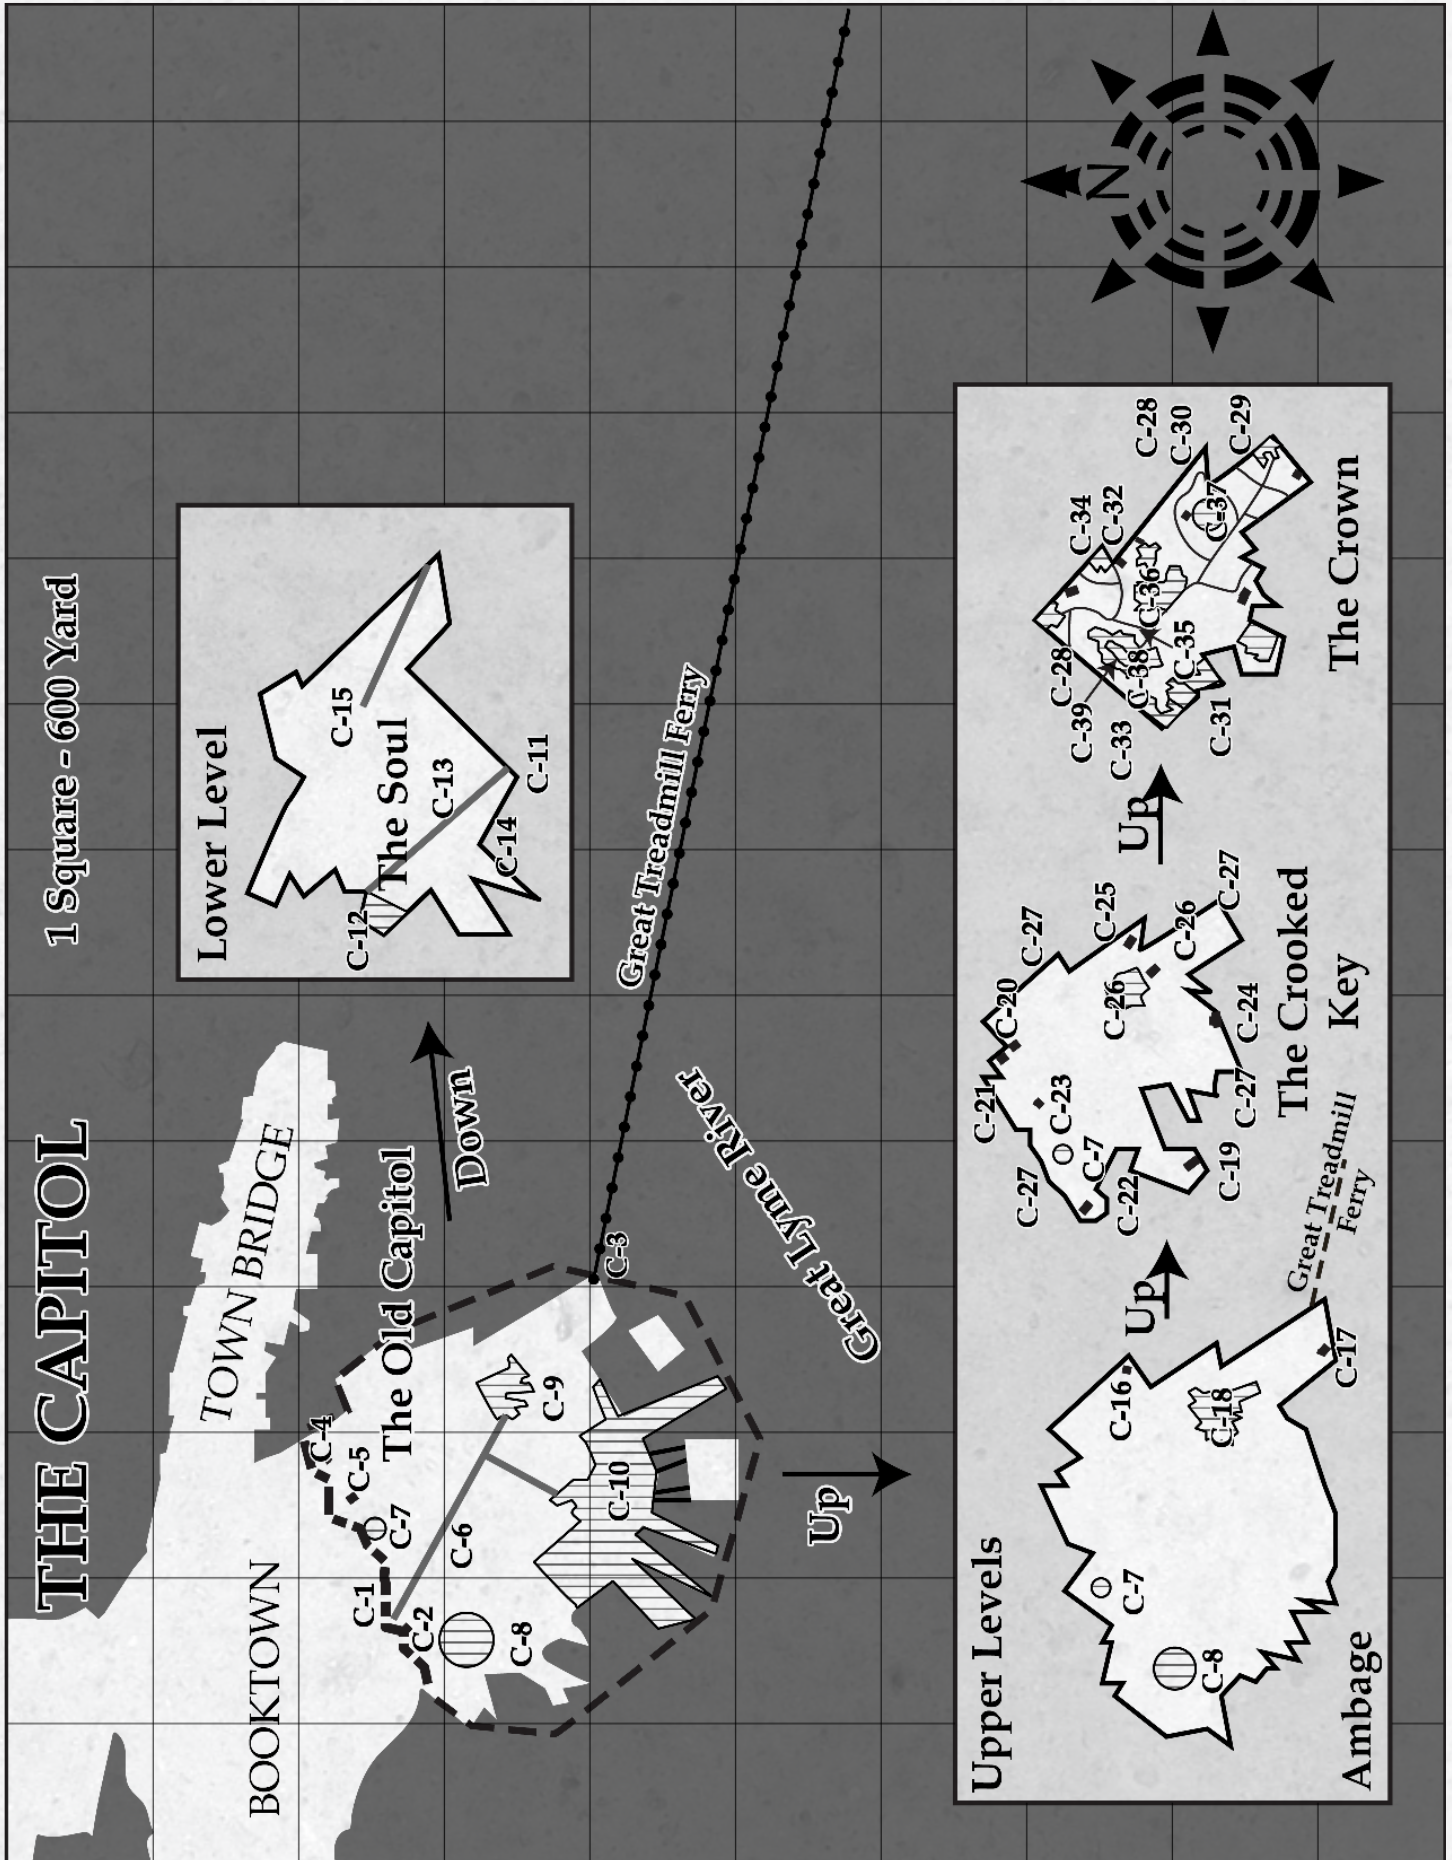 THE CAPITOL
1 Square - 600 Yard
BOOKTOWN
TOWN BRIDGE
The Old Capitol
C-1
C-2
C-3
C-4
C-5
C-6
C-7
C-8
C-9
C-10
Down
Lower Level
The Soul
C-11
C-12
C-13
C-14
C-15
Great Treadmill Ferry
Great Lyme River
Up
Upper Levels
Ambage
C-7
C-8
C-16
C-17
C-18
Great Treadmill
Ferry
Up
The Crooked
Key
C-27
C-21
C-20
C-27
C-25
C-26
C-27
C-26
C-24
C-27
C-23
C-7
C-22
C-19
Up
The Crown
C-28
C-34
C-32
C-28
C-30
C-29
C-37
C-36
C-35
C-38
C-39
C-33
C-31
N